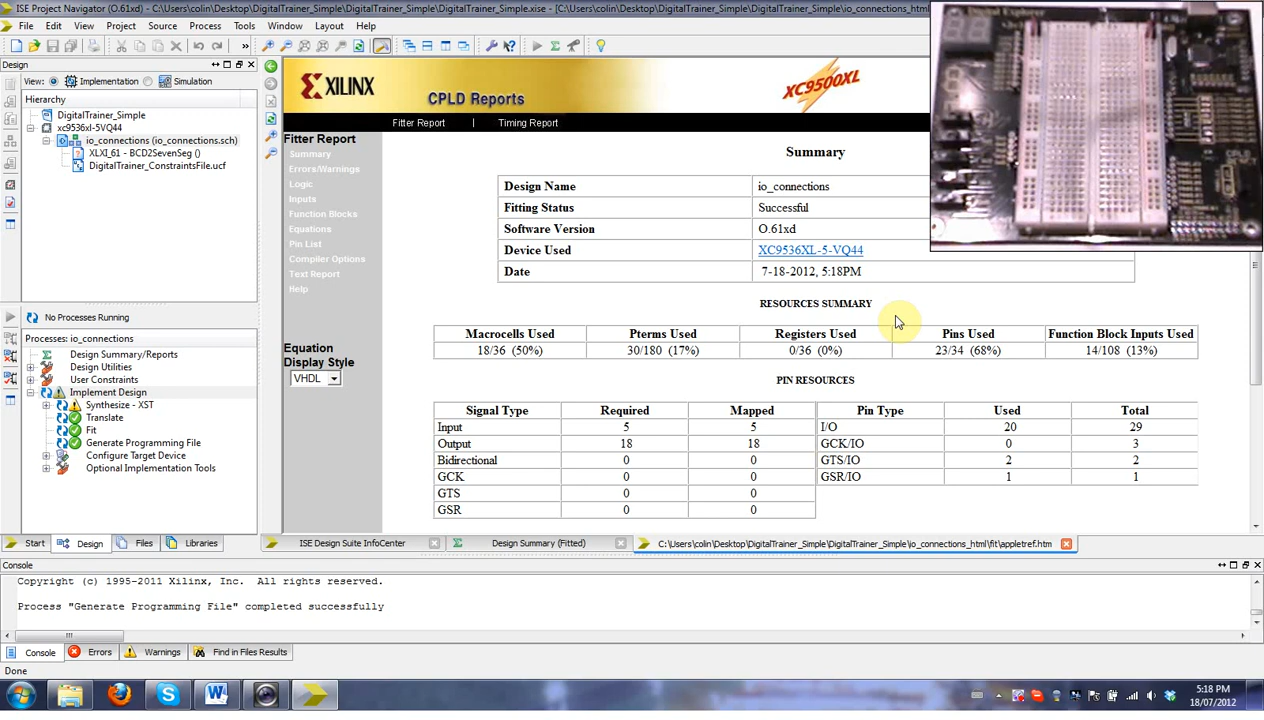 ISE Project Navigator (O.61xd) - C:\Users\colin\Desktop\DigitalTrainer_Simple\DigitalTrainer_Simple\DigitalTrainer_Simple.xise - [C:\Users\colin\Desktop\DigitalTrainer_Simple\DigitalTrainer_Simple\io_connections_html
File Edit View Project Source Process Tools Window Layout Help
Design
View: Implementation Simulation
Hierarchy
DigitalTrainer_Simple
xc9536xl-5VQ44
io_connections (io_connections.sch)
XLXI_61 - BCD2SevenSeg ()
DigitalTrainer_ConstraintsFile.ucf
No Processes Running
Processes: io_connections
Design Summary/Reports
Design Utilities
User Constraints
Implement Design
Synthesize - XST
Translate
Fit
Generate Programming File
Configure Target Device
Optional Implementation Tools
Start Design Files Libraries
XILINX
CPLD Reports
XC9500XL
Fitter Report | Timing Report
Fitter Report
Summary
Errors/Warnings
Logic
Inputs
Function Blocks
Equations
Pin List
Compiler Options
Text Report
Help
Equation
Display Style
VHDL
Summary
Design Name io_connections
Fitting Status Successful
Software Version O.61xd
Device Used XC9536XL-5-VQ44
Date 7-18-2012, 5:18PM
RESOURCES SUMMARY
Macrocells Used Pterms Used Registers Used Pins Used Function Block Inputs Used
18/36 (50%) 30/180 (17%) 0/36 (0%) 23/34 (68%) 14/108 (13%)
PIN RESOURCES
Signal Type Required Mapped Pin Type Used Total
Input 5 5 I/O 20 29
Output 18 18 GCK/IO 0 3
Bidirectional 0 0 GTS/IO 2 2
GCK 0 0 GSR/IO 1 1
GTS 0 0
GSR 0 0
ISE Design Suite InfoCenter Design Summary (Fitted) C:\Users\colin\Desktop\DigitalTrainer_Simple\DigitalTrainer_Simple\io_connections_html\fit\appletref.htm
Console
Copyright (c) 1995-2011 Xilinx, Inc. All rights reserved.
Process "Generate Programming File" completed successfully
Console Errors Warnings Find in Files Results
Done
5:18 PM
18/07/2012